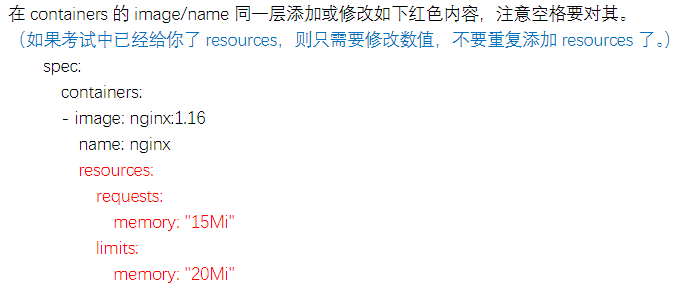 在 containers 的 image/name 同一层添加或修改如下红色内容，注意空格要对其。
（如果考试中已经给你了 resources，则只需要修改数值，不要重复添加 resources 了。）
spec:
containers:
- image: nginx:1.16
name: nginx
resources:
requests:
memory: "15Mi"
limits:
memory: "20Mi"